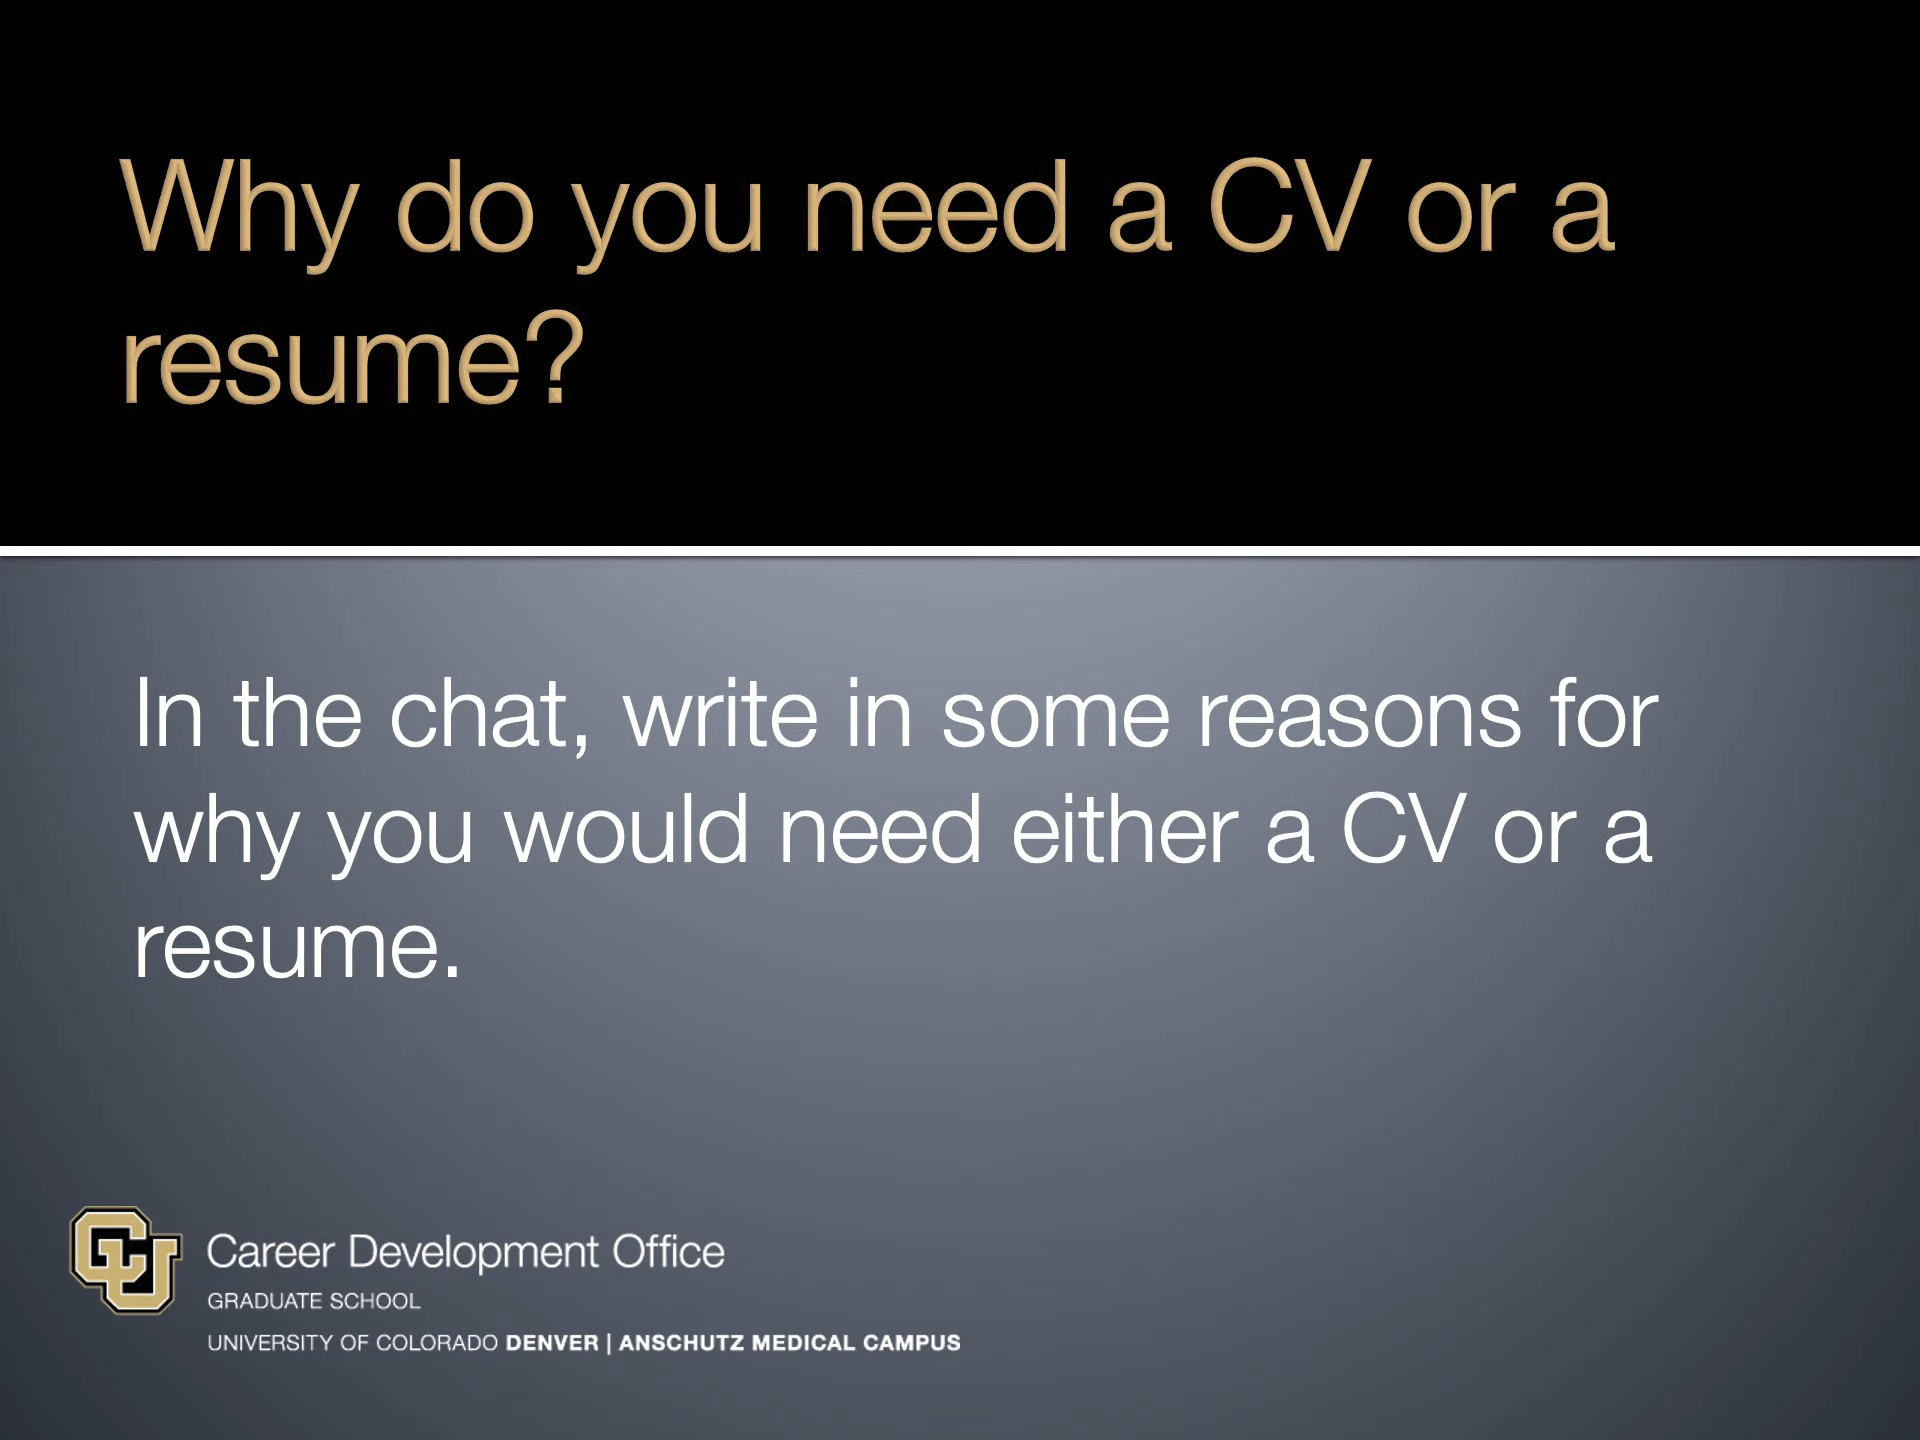 Why do you need a CV or a
resume?
In the chat, write in some reasons for
why you would need either a CV or a
resume.
CU
Career Development Office
GRADUATE SCHOOL
UNIVERSITY OF COLORADO DENVER | ANSCHUTZ MEDICAL CAMPUS